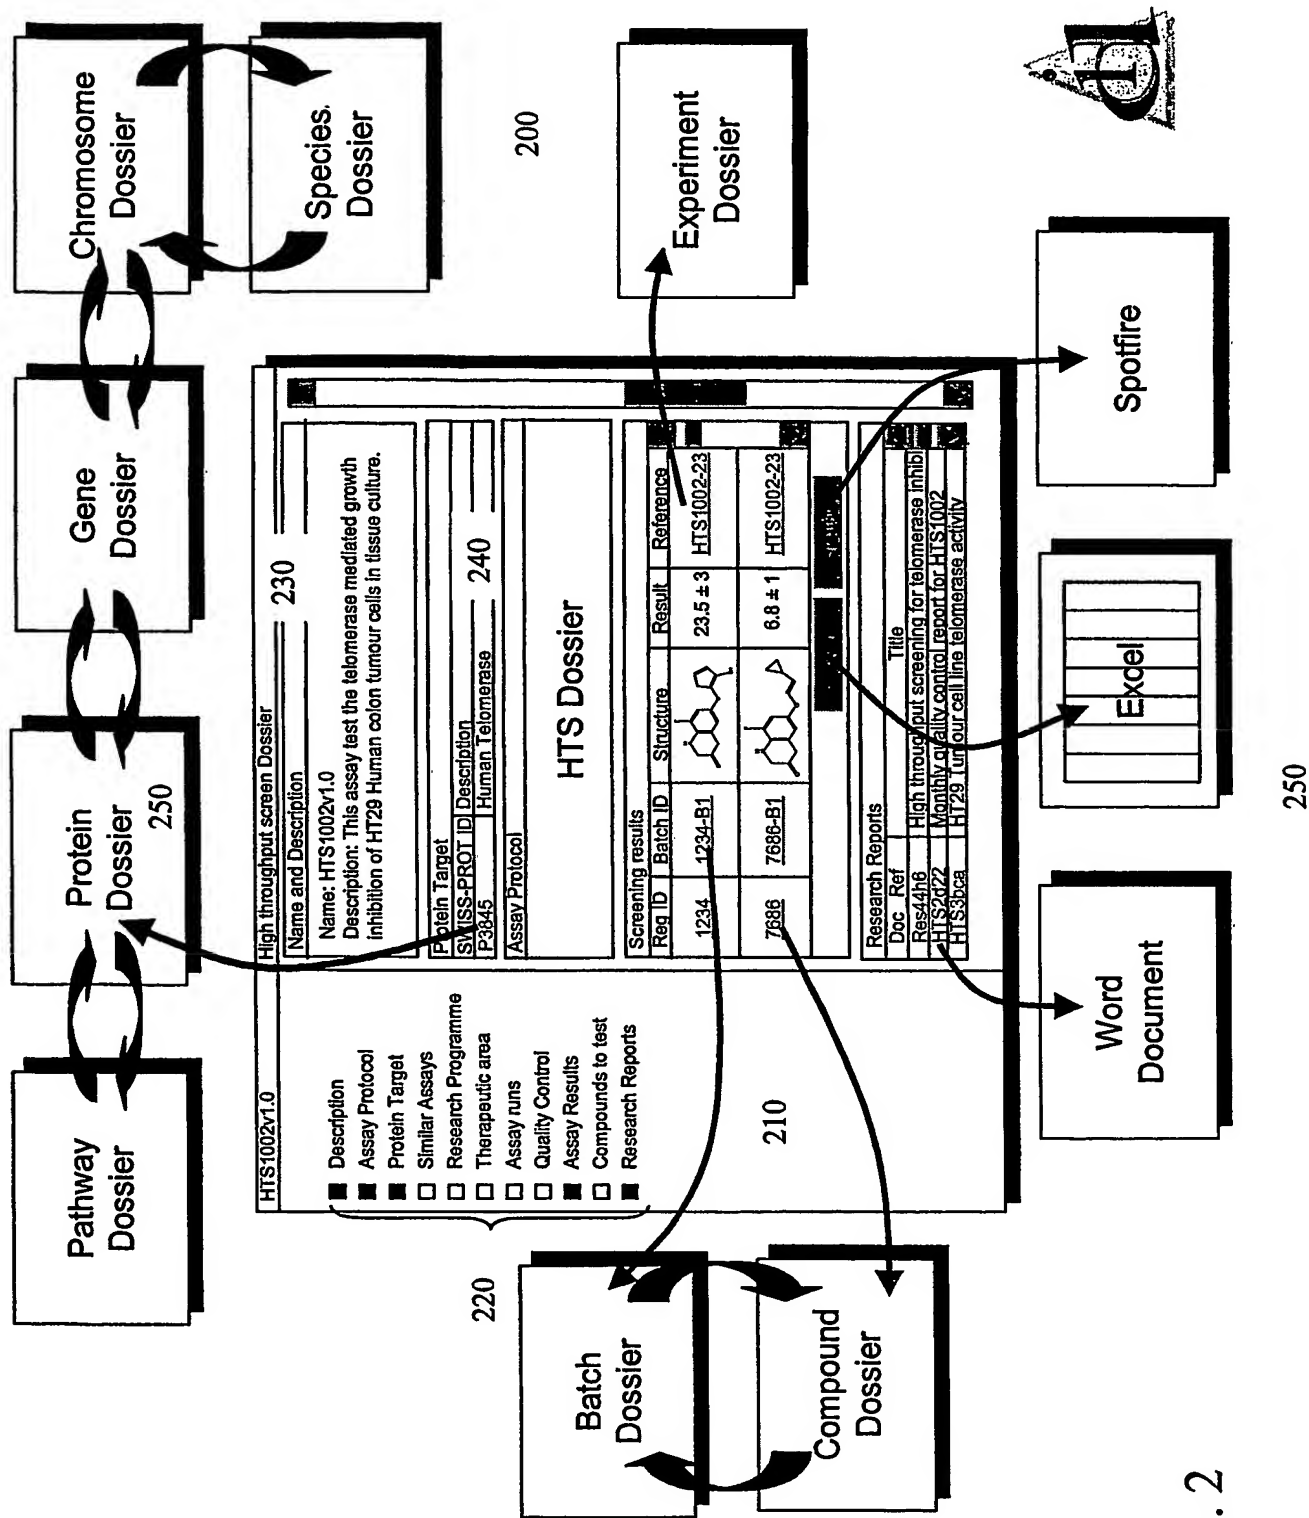 Pathway
Dossier
Protein
Dossier
250
Gene
Dossier
Chromosome
Dossier
Species.
Dossier
200
HTS1002v1.0
High throughput screen Dossier
Description
Assay Protocol
Protein Target
Similar Assays
Research Programme
Therapeutic area
Assay runs
Quality Control
Assay Results
Compounds to test
Research Reports
220
210
Name and Description
230
Name: HTS1002v1.0
Description: This assay test the telomerase mediated growth
inhibition of HT29 Human colon tumour cells in tissue culture.
Protein Target
SWISS-PROT ID Description
240
P3845 Human Telomerase
Assay Protocol
HTS Dossier
Screening results
Reg ID Batch ID Structure Result Reference
1234 1234-B1 23.5 ± 3 HTS1002-23
7686 7686-B1 6.8 ± 1 HTS1002-23
Research Reports
Doc Ref Title
Res44h6 High throughput screening for telomerase inhibi
HTS2d22 Monthly quality control report for HTS1002
HTS3bca HT29 Tumour cell line telomerase activity
Experiment
Dossier
Batch
Dossier
Compound
Dossier
Word
Document
Excel
Spotfire
250
. 2